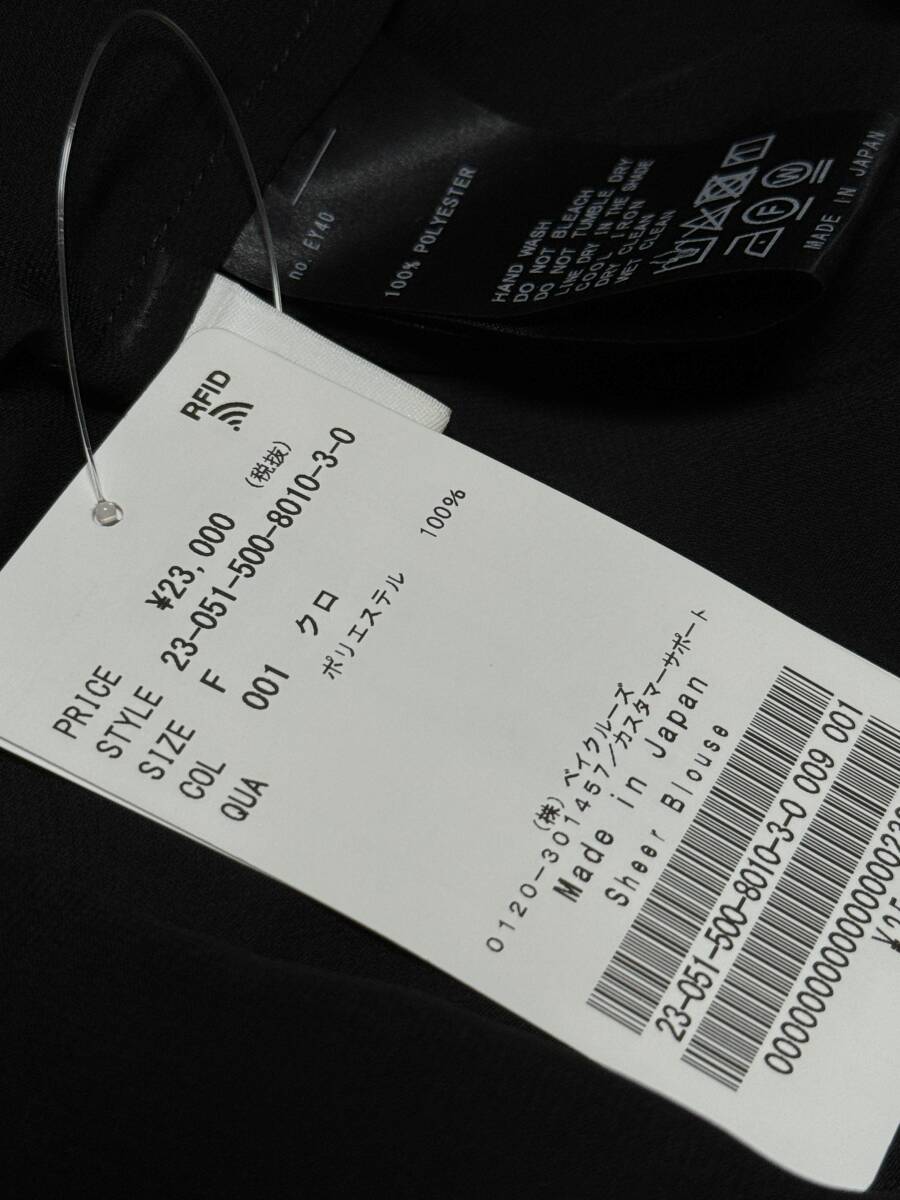 no. EY40
100% POLYESTER
HAND WASH
DO NOT BLEACH
DO NOT TUMBLE DRY
LINE DRY IN THE SHADE
COOL IRON
DRY CLEAN
WET CLEAN
MADE IN JAPAN
RFID
PRICE ¥23,000 (税抜)
STYLE 23-051-500-8010-3-0
SIZE F
COL 001 クロ
QUA ポリエステル 100%
(株) ベイクルーズ
0120-301457/カスタマーサポート
Made in Japan
Sheer Blouse
23-051-500-8010-3-0 009 001